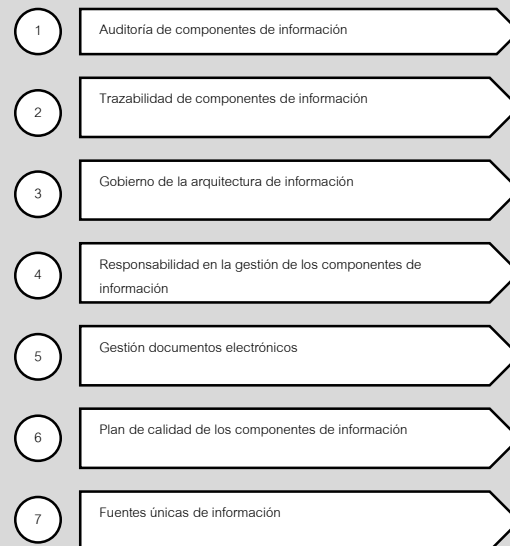 1
Auditoría de componentes de información
2
Trazabilidad de componentes de información
3
Gobierno de la arquitectura de información
4
Responsabilidad en la gestión de los componentes de
información
5
Gestión documentos electrónicos
6
Plan de calidad de los componentes de información
7
Fuentes únicas de información